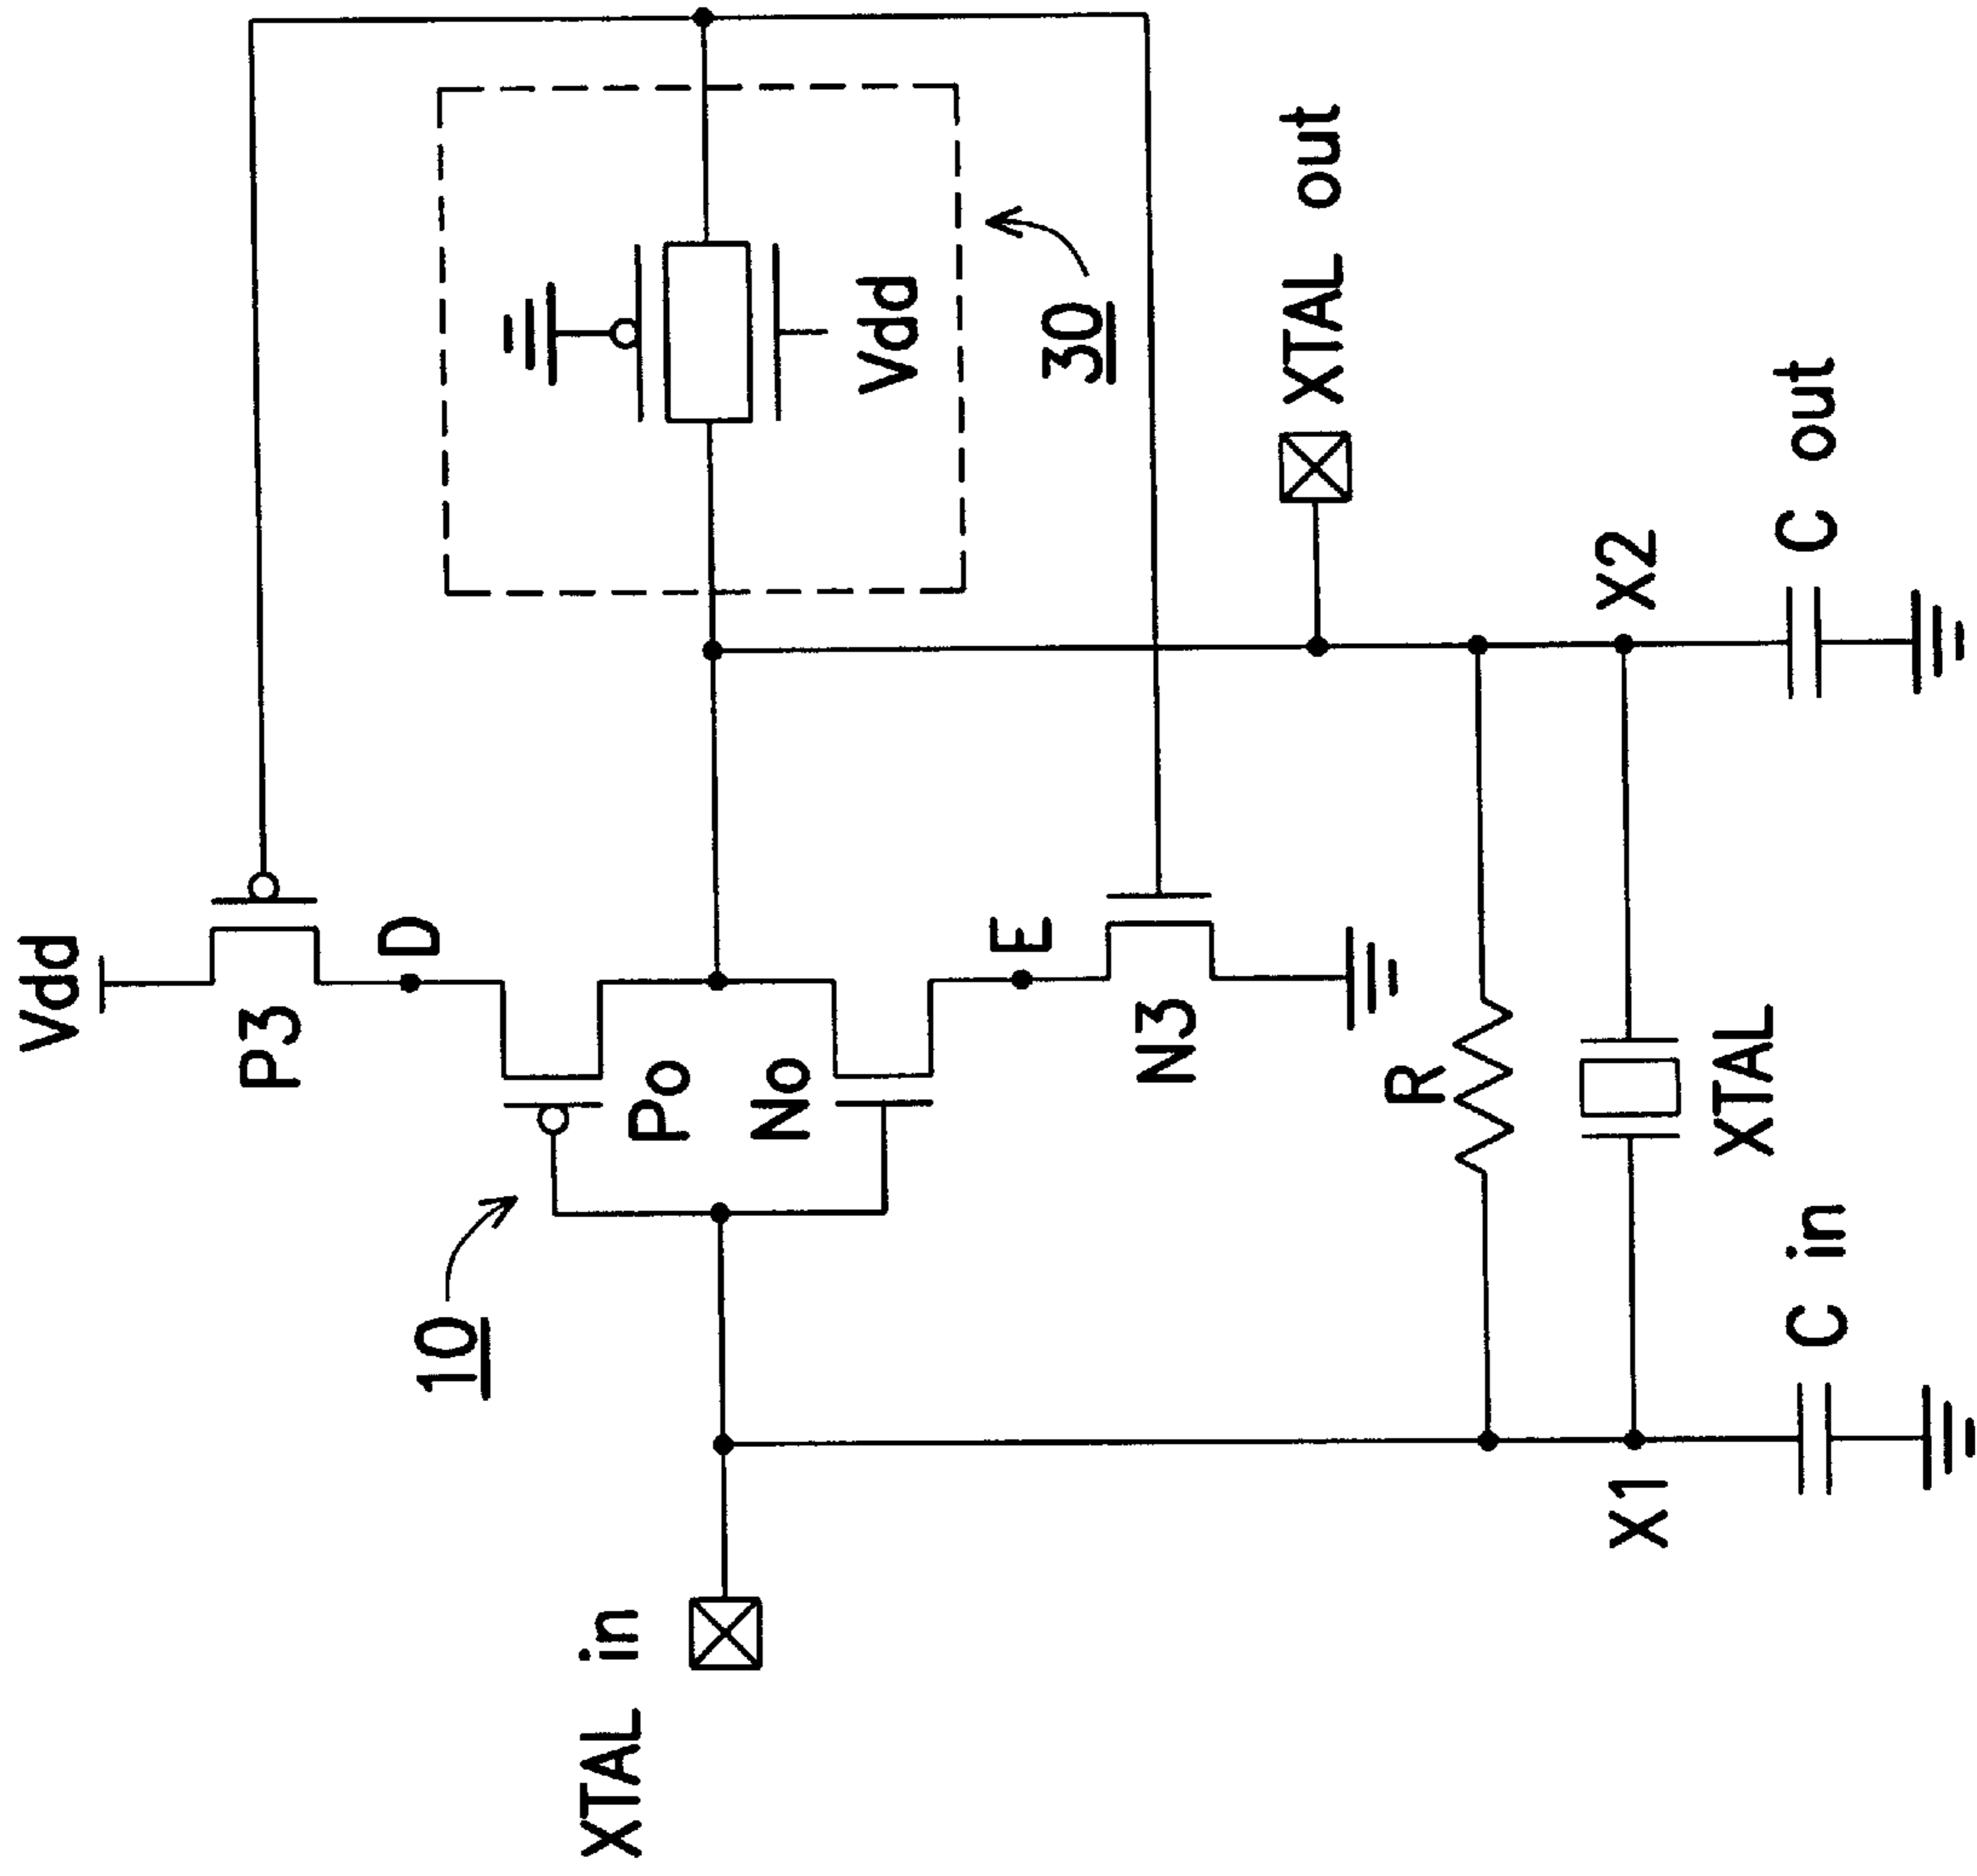 Vdd
P3
D
10
Po
No
Vdd
30
E
N3
XTAL in
XTAL out
R
X1
X2
XTAL
C in
C out